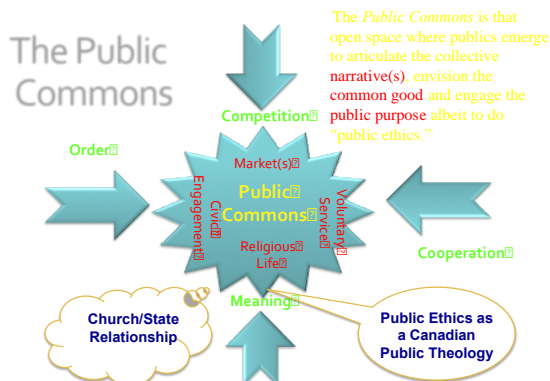 The Public
Commons
The Public Commons is that
open space where publics emerge
to articulate the collective
narrative(s), envision the
common good and engage the
public purpose albeit to do
“public ethics.”
Competition
Order
Market(s)
Public
Commons
Civic
Engagement
Voluntary
Service
Religious
Life
Cooperation
Meaning
Church/State
Relationship
Public Ethics as
a Canadian
Public Theology